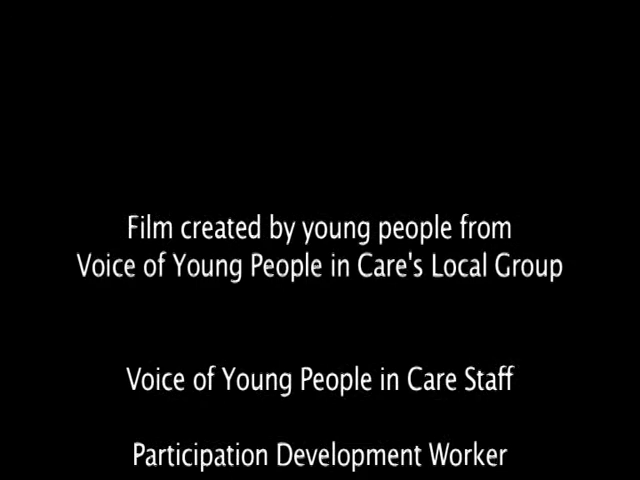 Film created by young people from
Voice of Young People in Care's Local Group
Voice of Young People in Care Staff
Participation Development Worker